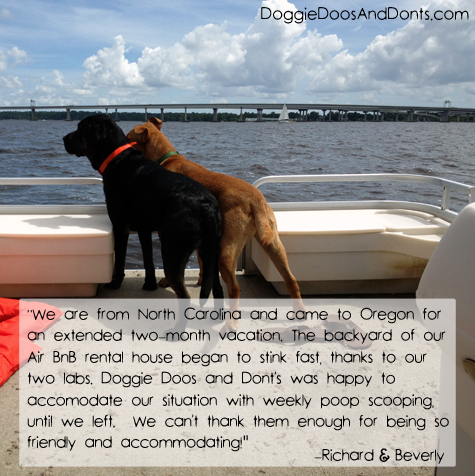 DoggieDoosAndDonts.com
"We are from North Carolina and came to Oregon for
an extended two-month vacation. The backyard of our
Air BnB rental house began to stink fast, thanks to our
two labs. Doggie Doos and Dont's was happy to
accomodate our situation with weekly poop scooping,
until we left. We can't thank them enough for being so
friendly and accommodating!"
-Richard & Beverly